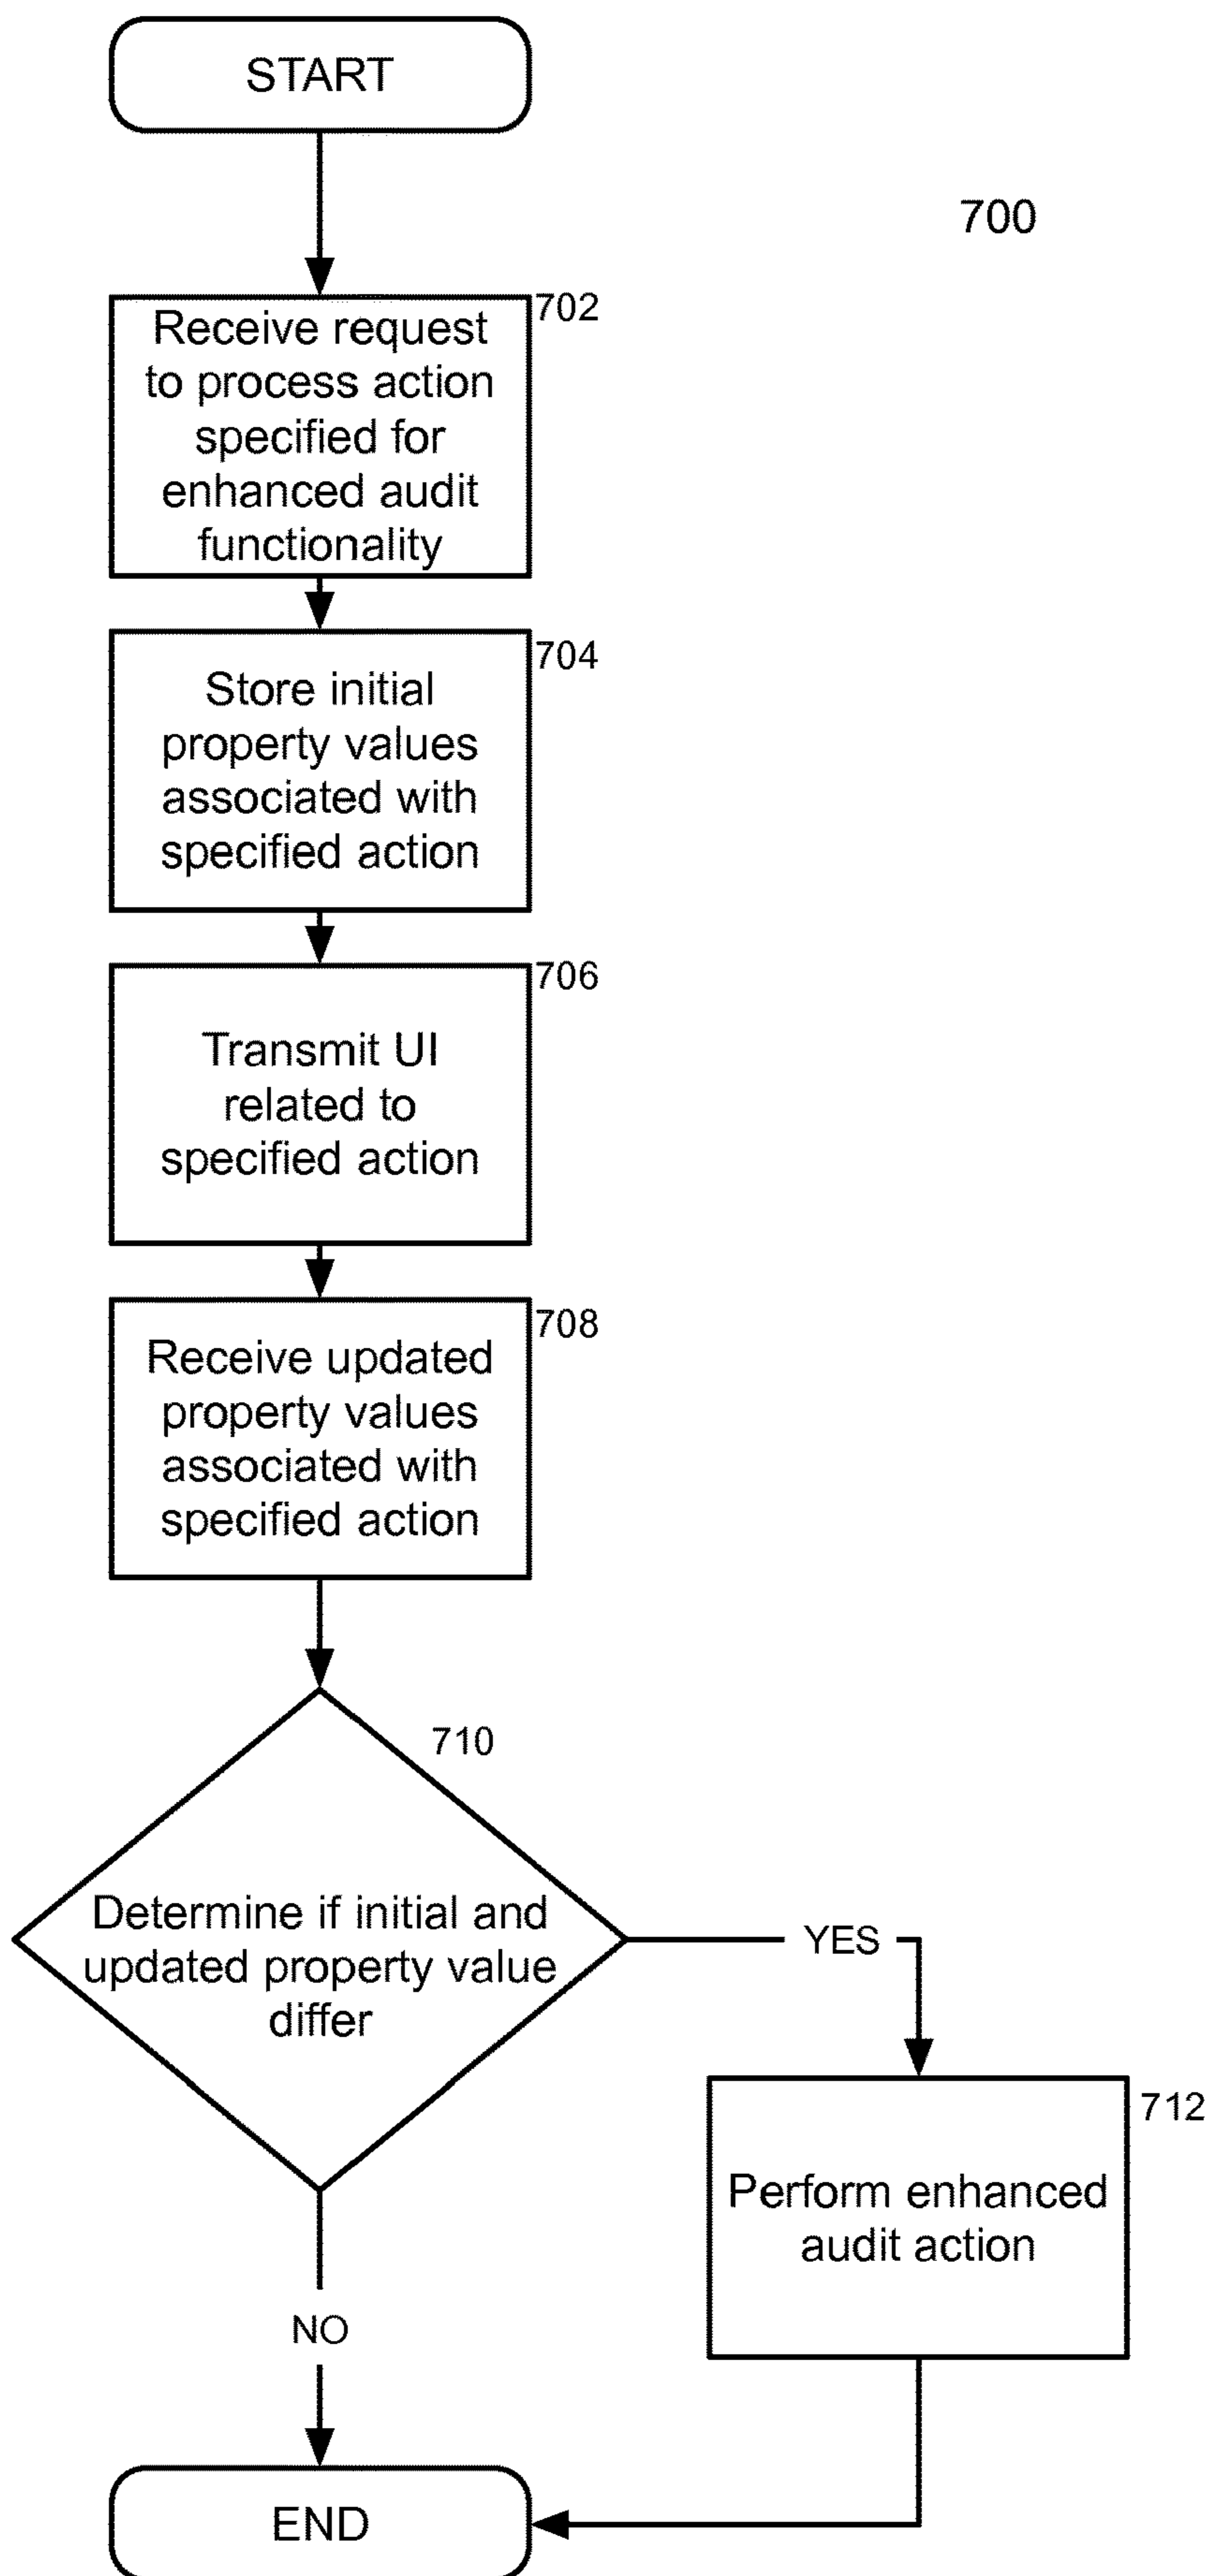 START
700
702
Receive request
to process action
specified for
enhanced audit
functionality
704
Store initial
property values
associated with
specified action
706
Transmit UI
related to
specified action
708
Receive updated
property values
associated with
specified action
710
Determine if initial and
updated property value
differ
YES
712
Perform enhanced
audit action
NO
END